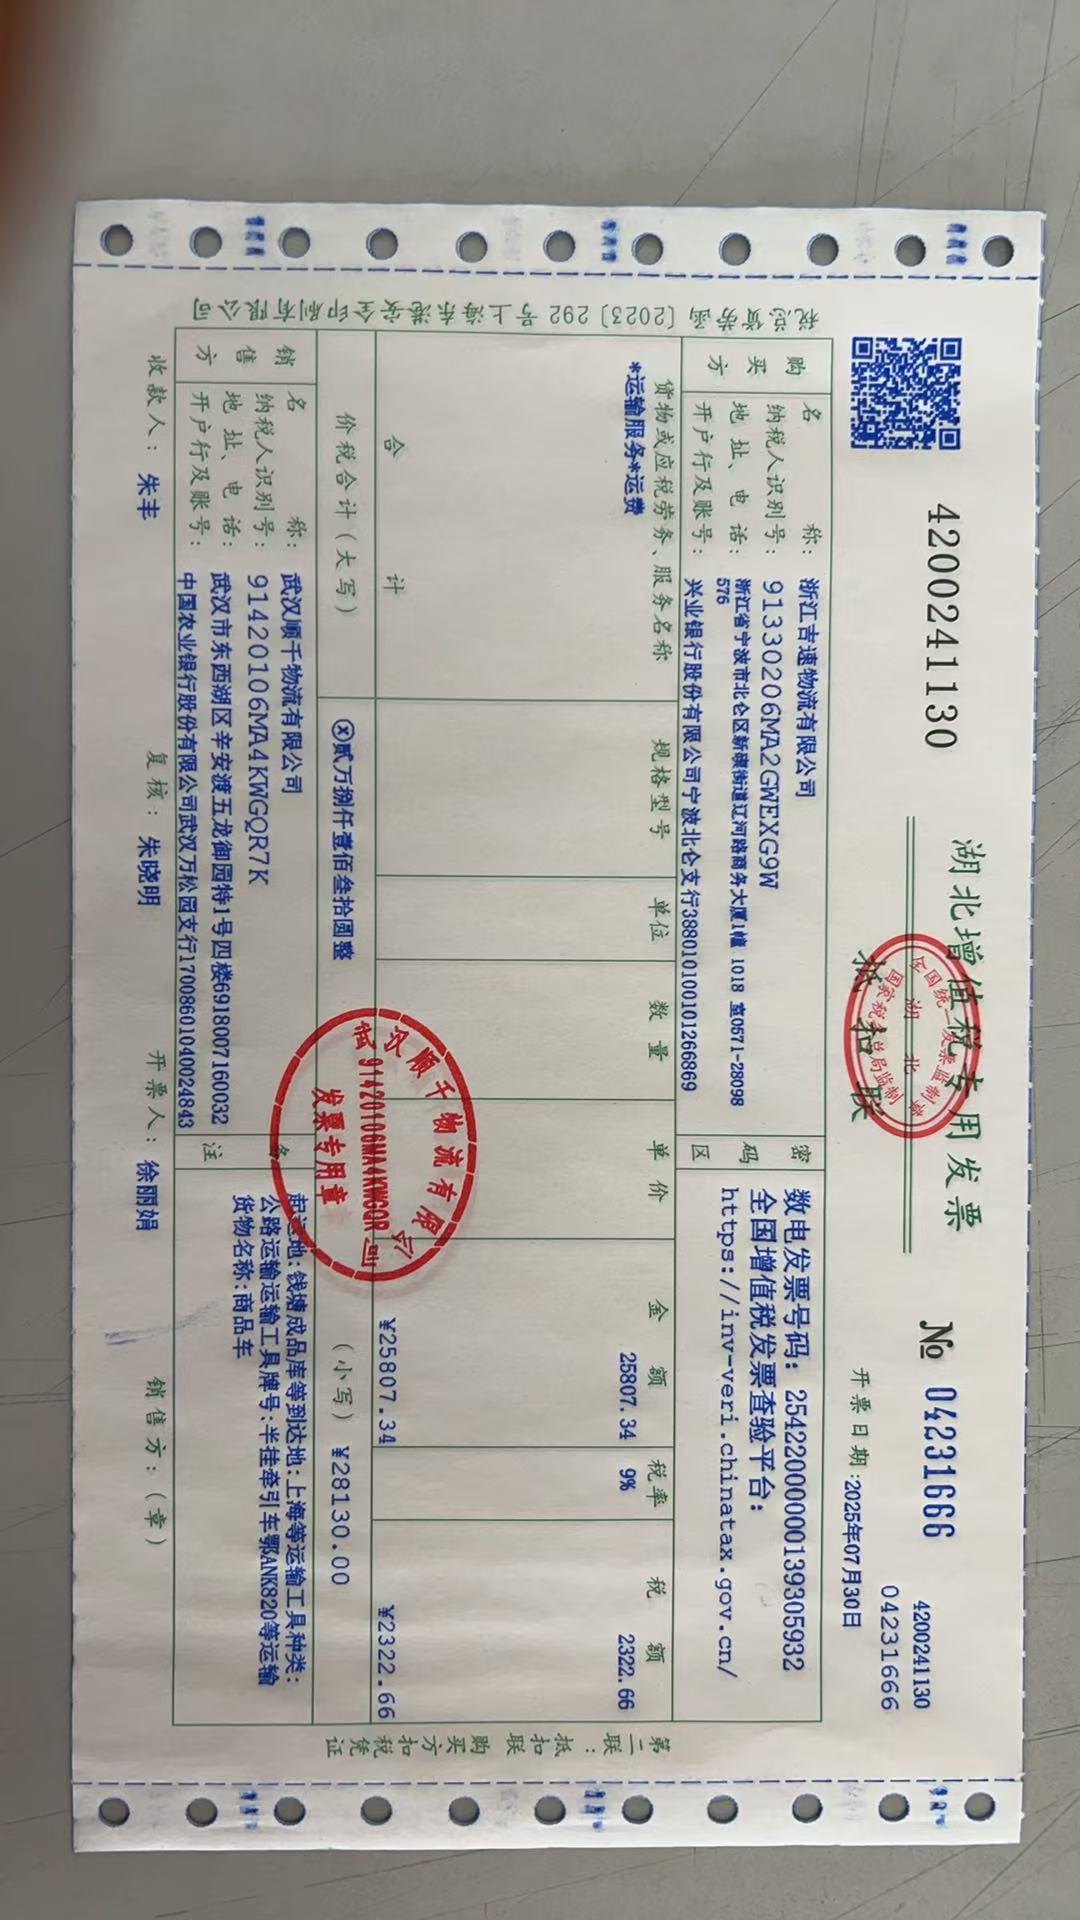 4200241130
湖北增值税专用发票
抵扣联
全国统一发票监制章
湖北
国家税务总局监制
№ 04231666
4200241130
04231666
开票日期:2025年07月30日
税总货劳函〔2023〕292号上海东港安全印刷有限公司
购买方
名称: 浙江吉速物流有限公司
纳税人识别号: 91330206MA2GWEXG9W
地址、电话: 浙江省宁波市北仑区新碶街道辽河路商务大厦1幢 1018 室0571-28098
576
开户行及账号: 兴业银行股份有限公司宁波北仑支行388010100101266869
密码区
数电发票号码: 25422000000139305932
全国增值税发票查验平台:
https://inv-veri.chinatax.gov.cn/
货物或应税劳务、服务名称 规格型号 单位 数量 单价 金额 税率 税额
*运输服务*运费 25807.34 9% 2322.66
合计 ¥25807.34 ¥2322.66
价税合计(大写) ⓧ贰万捌仟壹佰叁拾圆整 (小写) ¥28130.00
销售方
名称: 武汉顺千物流有限公司
纳税人识别号: 91420106MA4KWGQR7K
地址、电话: 武汉市东西湖区辛安渡五龙御园特1号四楼69180071600​32
开户行及账号: 中国农业银行股份有限公司武汉万松园支行17008601040024843
备注
起运地:钱塘成品库等到达地:上海等运输工具种类:
公路运输运输工具牌号:半挂牵引车鄂ANK820等运输
货物名称:商品车
武汉顺千物流有限公司
91420106MA4KWGQR
发票专用章
收款人: 朱丰 复核: 朱晓明 开票人: 徐丽娟 销售方:(章)
第二联:抵扣联 购买方扣税凭证